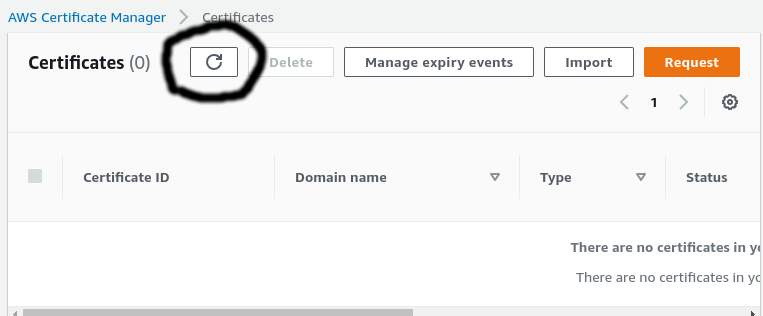 AWS Certificate Manager > Certificates
Certificates (0) Delete Manage expiry events Import Request
1
Certificate ID Domain name Type Status
There are no certificates in yo
There are no certificates in yo